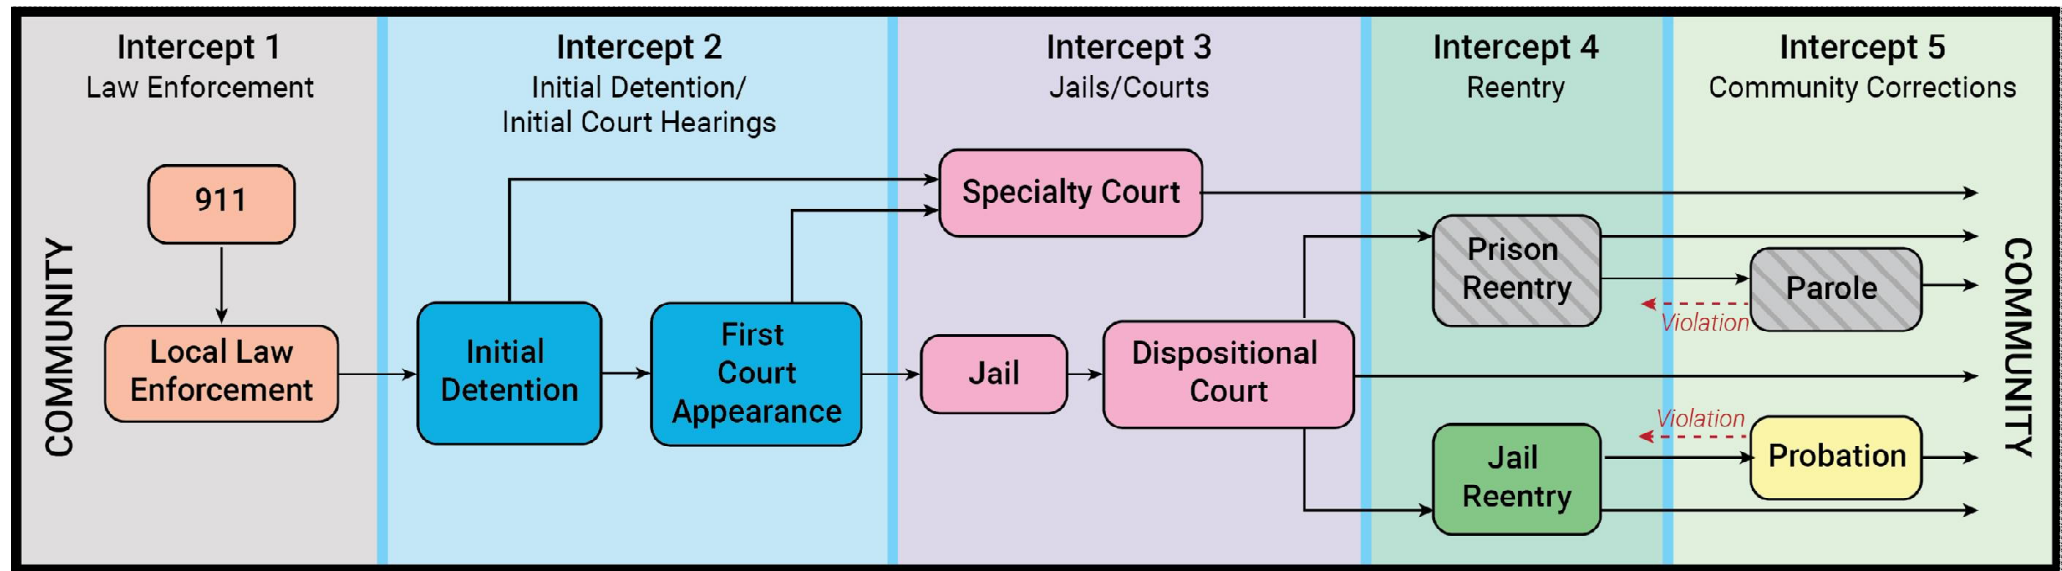 Intercept 1
Law Enforcement
Intercept 2
Initial Detention/
Initial Court Hearings
Intercept 3
Jails/Courts
Intercept 4
Reentry
Intercept 5
Community Corrections
COMMUNITY
911
Local Law
Enforcement
Initial
Detention
First
Court
Appearance
Specialty Court
Jail
Dispositional
Court
Prison
Reentry
Parole
Violation
Violation
Jail
Reentry
Probation
COMMUNITY